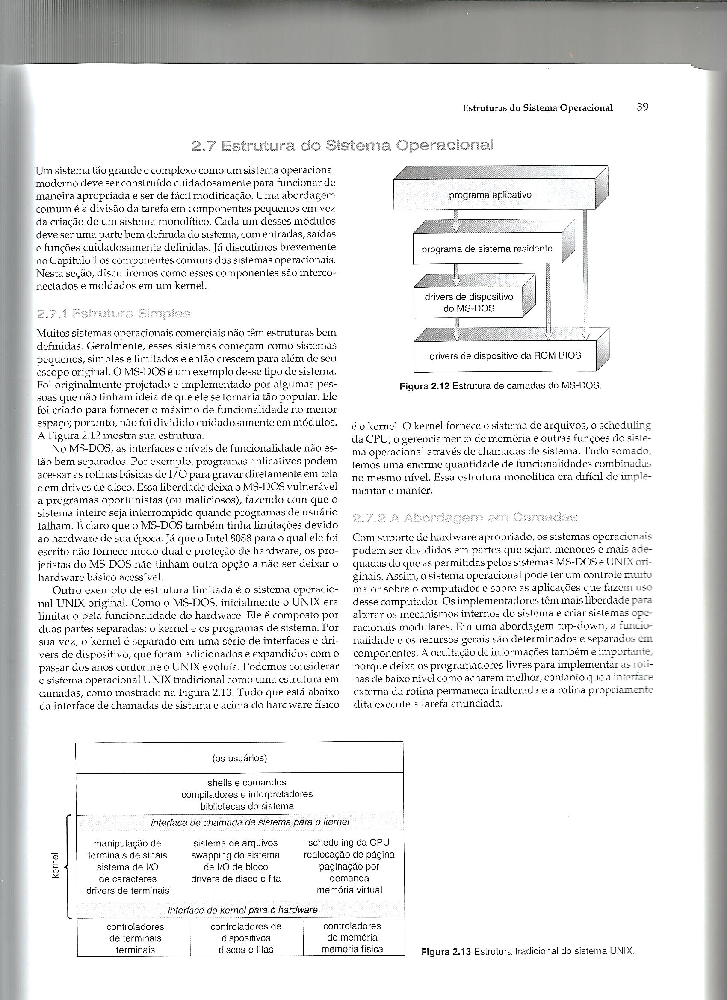 Estruturas do Sistema Operacional 39
2.7 Estrutura do Sistema Operacional
Um sistema tão grande e complexo como um sistema operacional
moderno deve ser construído cuidadosamente para funcionar de
maneira apropriada e ser de fácil modificação. Uma abordagem
comum é a divisão da tarefa em componentes pequenos em vez
da criação de um sistema monolítico. Cada um desses módulos
deve ser uma parte bem definida do sistema, com entradas, saídas
e funções cuidadosamente definidas. Já discutimos brevemente
no Capítulo 1 os componentes comuns dos sistemas operacionais.
Nesta seção, discutiremos como esses componentes são interco-
nectados e moldados em um kernel.
2.7.1 Estrutura Simples
Muitos sistemas operacionais comerciais não têm estruturas bem
definidas. Geralmente, esses sistemas começam como sistemas
pequenos, simples e limitados e então crescem para além de seu
escopo original. O MS-DOS é um exemplo desse tipo de sistema.
Foi originalmente projetado e implementado por algumas pes-
soas que não tinham ideia de que ele se tornaria tão popular. Ele
foi criado para fornecer o máximo de funcionalidade no menor
espaço; portanto, não foi dividido cuidadosamente em módulos.
A Figura 2.12 mostra sua estrutura.
No MS-DOS, as interfaces e níveis de funcionalidade não es-
tão bem separados. Por exemplo, programas aplicativos podem
acessar as rotinas básicas de I/O para gravar diretamente em tela
e em drives de disco. Essa liberdade deixa o MS-DOS vulnerável
a programas oportunistas (ou maliciosos), fazendo com que o
sistema inteiro seja interrompido quando programas de usuário
falham. É claro que o MS-DOS também tinha limitações devido
ao hardware de sua época. Já que o Intel 8088 para o qual ele foi
escrito não fornece modo dual e proteção de hardware, os pro-
jetistas do MS-DOS não tinham outra opção a não ser deixar o
hardware básico acessível.
Outro exemplo de estrutura limitada é o sistema operacio-
nal UNIX original. Como o MS-DOS, inicialmente o UNIX era
limitado pela funcionalidade do hardware. Ele é composto por
duas partes separadas: o kernel e os programas de sistema. Por
sua vez, o kernel é separado em uma série de interfaces e dri-
vers de dispositivo, que foram adicionados e expandidos com o
passar dos anos conforme o UNIX evoluía. Podemos considerar
o sistema operacional UNIX tradicional como uma estrutura em
camadas, como mostrado na Figura 2.13. Tudo que está abaixo
da interface de chamadas de sistema e acima do hardware físico
programa aplicativo
programa de sistema residente
drivers de dispositivo
do MS-DOS
drivers de dispositivo da ROM BIOS
Figura 2.12 Estrutura de camadas do MS-DOS.
é o kernel. O kernel fornece o sistema de arquivos, o scheduling
da CPU, o gerenciamento de memória e outras funções do siste-
ma operacional através de chamadas de sistema. Tudo somado,
temos uma enorme quantidade de funcionalidades combinadas
no mesmo nível. Essa estrutura monolítica era difícil de imple-
mentar e manter.
2.7.2 A Abordagem em Camadas
Com suporte de hardware apropriado, os sistemas operacionais
podem ser divididos em partes que sejam menores e mais ade-
quadas do que as permitidas pelos sistemas MS-DOS e UNIX ori-
ginais. Assim, o sistema operacional pode ter um controle muito
maior sobre o computador e sobre as aplicações que fazem uso
desse computador. Os implementadores têm mais liberdade para
alterar os mecanismos internos do sistema e criar sistemas ope-
racionais modulares. Em uma abordagem top-down, a funcio-
nalidade e os recursos gerais são determinados e separados em
componentes. A ocultação de informações também é importante,
porque deixa os programadores livres para implementar as roti-
nas de baixo nível como acharem melhor, contanto que a interface
externa da rotina permaneça inalterada e a rotina propriamente
dita execute a tarefa anunciada.
(os usuários)
shells e comandos
compiladores e interpretadores
bibliotecas do sistema
kernel
interface de chamada de sistema para o kernel
manipulação de
terminais de sinais
sistema de I/O
de caracteres
drivers de terminais
sistema de arquivos
swapping do sistema
de I/O de bloco
drivers de disco e fita
scheduling da CPU
realocação de página
paginação por
demanda
memória virtual
interface do kernel para o hardware
controladores
de terminais
terminais
controladores de
dispositivos
discos e fitas
controladores
de memória
memória física
Figura 2.13 Estrutura tradicional do sistema UNIX.